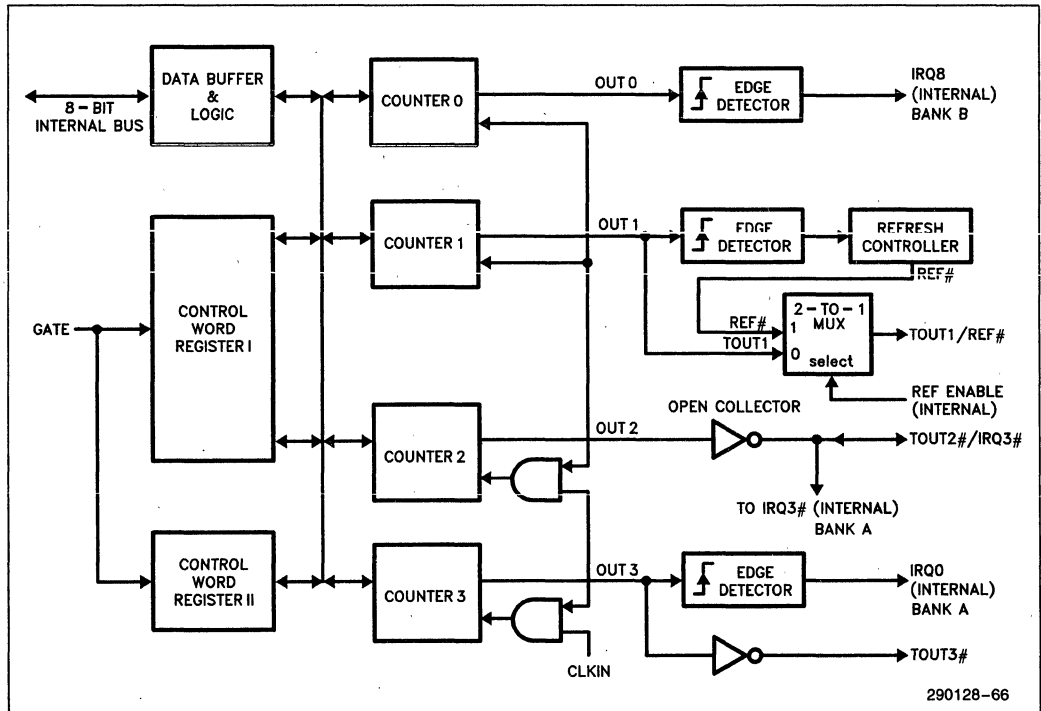 DATA BUFFER
&
LOGIC
8-BIT
INTERNAL BUS
COUNTER 0
OUT 0
EDGE
DETECTOR
IRQ8
(INTERNAL)
BANK B
COUNTER 1
OUT 1
EDGE
DETECTOR
REFRESH
CONTROLLER
REF#
GATE
CONTROL
WORD
REGISTER I
REF#
TOUT1
2-TO-1
MUX
1
0
select
TOUT1/REF#
REF ENABLE
(INTERNAL)
COUNTER 2
OUT 2
OPEN COLLECTOR
TOUT2#/IRQ3#
TO IRQ3# (INTERNAL)
BANK A
CONTROL
WORD
REGISTER II
COUNTER 3
OUT 3
EDGE
DETECTOR
IRQ0
(INTERNAL)
BANK A
CLKIN
TOUT3#
290128-66